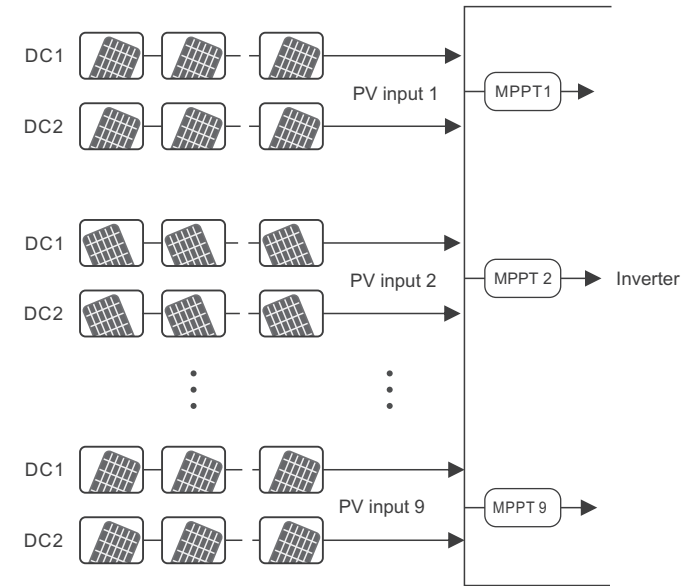 DC1
PV input 1
MPPT1
DC2
DC1
PV input 2
MPPT 2
Inverter
DC2
DC1
PV input 9
MPPT 9
DC2